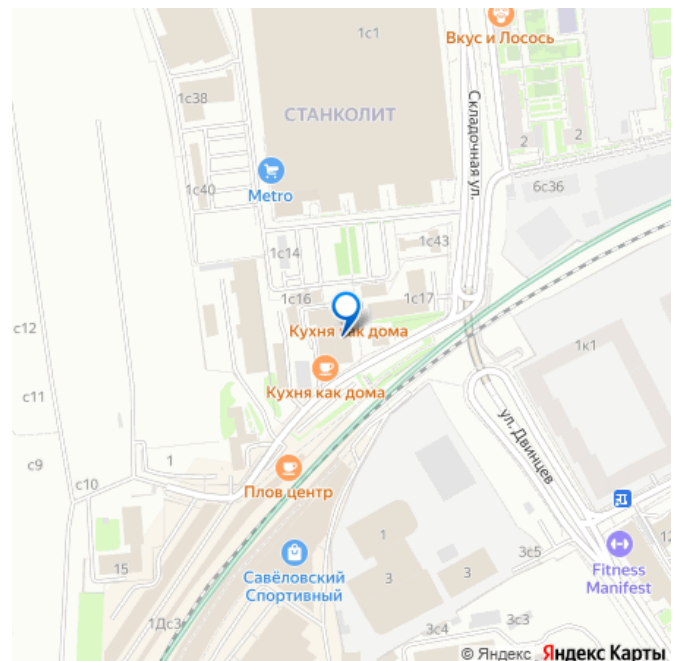 1с1
Вкус и Лосось
1с38
СТАНКОЛИТ
Складочная ул.
2
2
1с40
Metro
6с36
1с43
1с14
1с16
1с17
с12
Кухня как дома
1к1
Кухня как дома
с11
ул. Двинцев
с9
1
с10
Плов центр
1
12
3с5
15
Савёловский
Спортивный
3
3
Fitness
Manifest
1Дс3
3с4
3с3
© Яндекс Яндекс Карты